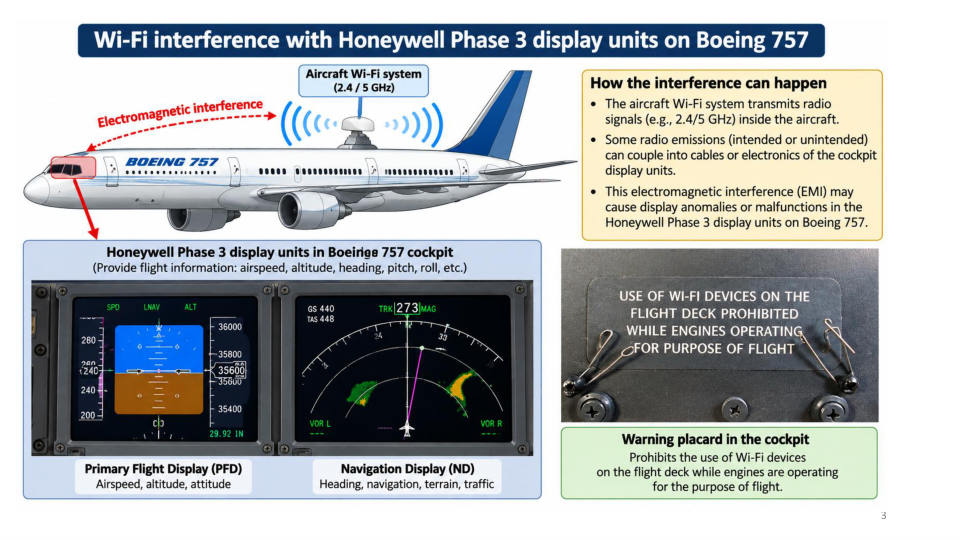 Wi-Fi interference with Honeywell Phase 3 display units on Boeing 757
Aircraft Wi-Fi system
(2.4 / 5 GHz)
Electromagnetic interference
BOEING 757
How the interference can happen
• The aircraft Wi-Fi system transmits radio
signals (e.g., 2.4/5 GHz) inside the aircraft.
• Some radio emissions (intended or unintended)
can couple into cables or electronics of the cockpit
display units.
• This electromagnetic interference (EMI) may
cause display anomalies or malfunctions in the
Honeywell Phase 3 display units on Boeing 757.
Honeywell Phase 3 display units in Boeing 757 cockpit
(Provide flight information: airspeed, altitude, heading, pitch, roll, etc.)
SPD LNAV ALT
280
240
240
200
36000
35800
35600
35600
35400
29.92 IN
GS 440
TAS 448
TRK 273 MAG
24
33
VOR L
VOR R
Primary Flight Display (PFD)
Airspeed, altitude, attitude
Navigation Display (ND)
Heading, navigation, terrain, traffic
USE OF WI-FI DEVICES ON THE
FLIGHT DECK PROHIBITED
WHILE ENGINES OPERATING
FOR PURPOSE OF FLIGHT
Warning placard in the cockpit
Prohibits the use of Wi-Fi devices
on the flight deck while engines are operating
for the purpose of flight.
3